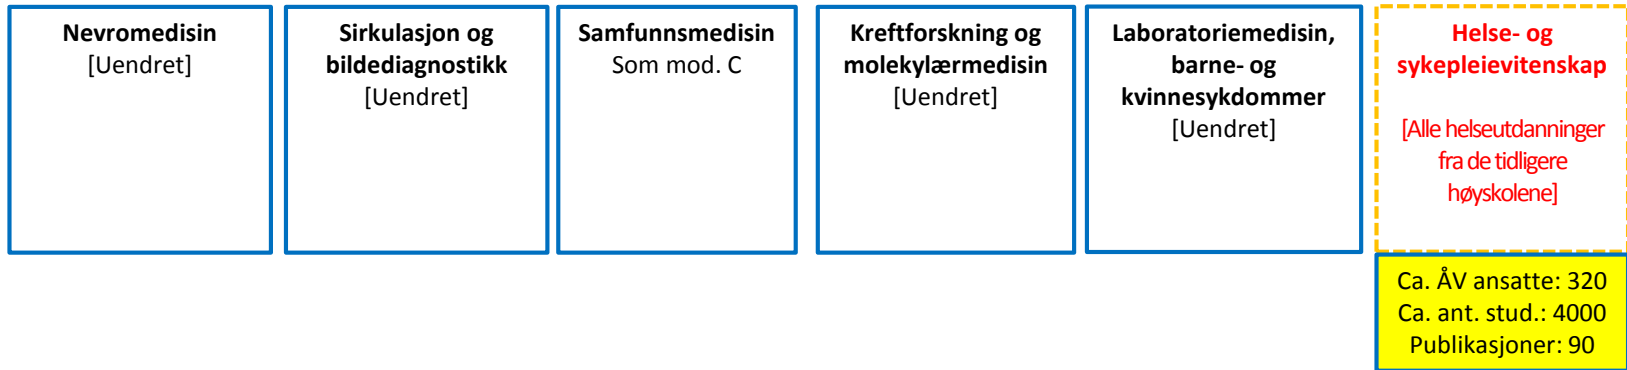 Nevromedisin
[Uendret]
Sirkulasjon og
bildediagnostikk
[Uendret]
Samfunnsmedisin
Som mod. C
Kreftforskning og
molekylærmedisin
[Uendret]
Laboratoriemedisin,
barne- og
kvinnesykdommer
[Uendret]
Helse- og
sykepleievitenskap
[Alle helseutdanninger
fra de tidligere
høyskolene]
Ca. ÅV ansatte: 320
Ca. ant. stud.: 4000
Publikasjoner: 90